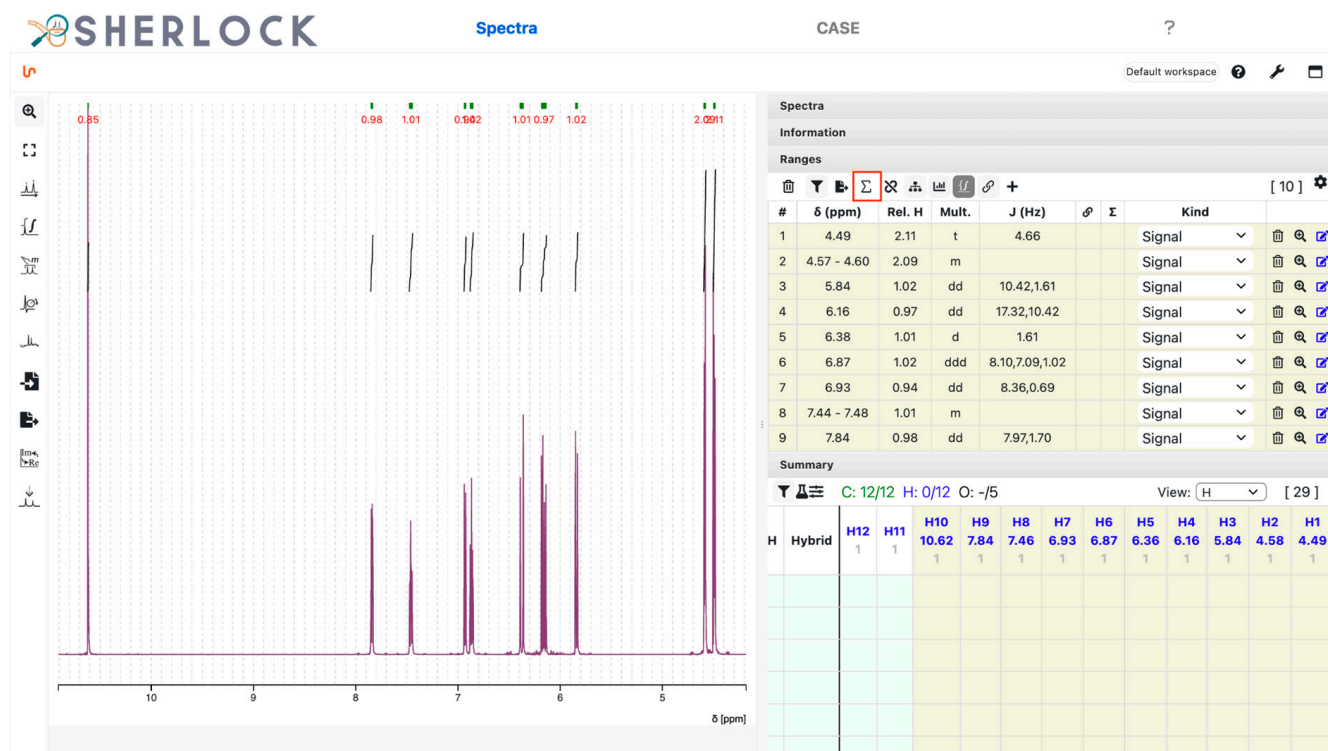 SHERLOCK Spectra CASE ?
Default workspace
0.85 0.98 1.01 0.94 1.02 1.01 0.97 1.02 2.09 2.11
10 9 8 7 6 5
δ [ppm]
Spectra
Information
Ranges
Σ [ 10 ]
# δ (ppm) Rel. H Mult. J (Hz) Σ Kind
1 4.49 2.11 t 4.66 Signal
2 4.57 - 4.60 2.09 m Signal
3 5.84 1.02 dd 10.42,1.61 Signal
4 6.16 0.97 dd 17.32,10.42 Signal
5 6.38 1.01 d 1.61 Signal
6 6.87 1.02 ddd 8.10,7.09,1.02 Signal
7 6.93 0.94 dd 8.36,0.69 Signal
8 7.44 - 7.48 1.01 m Signal
9 7.84 0.98 dd 7.97,1.70 Signal
Summary
C: 12/12 H: 0/12 O: -/5 View: H [ 29 ]
H Hybrid H12 H11 H10 H9 H8 H7 H6 H5 H4 H3 H2 H1
10.62 7.84 7.46 6.93 6.87 6.36 6.16 5.84 4.58 4.49
1 1 1 1 1 1 1 1 1 1 1 1